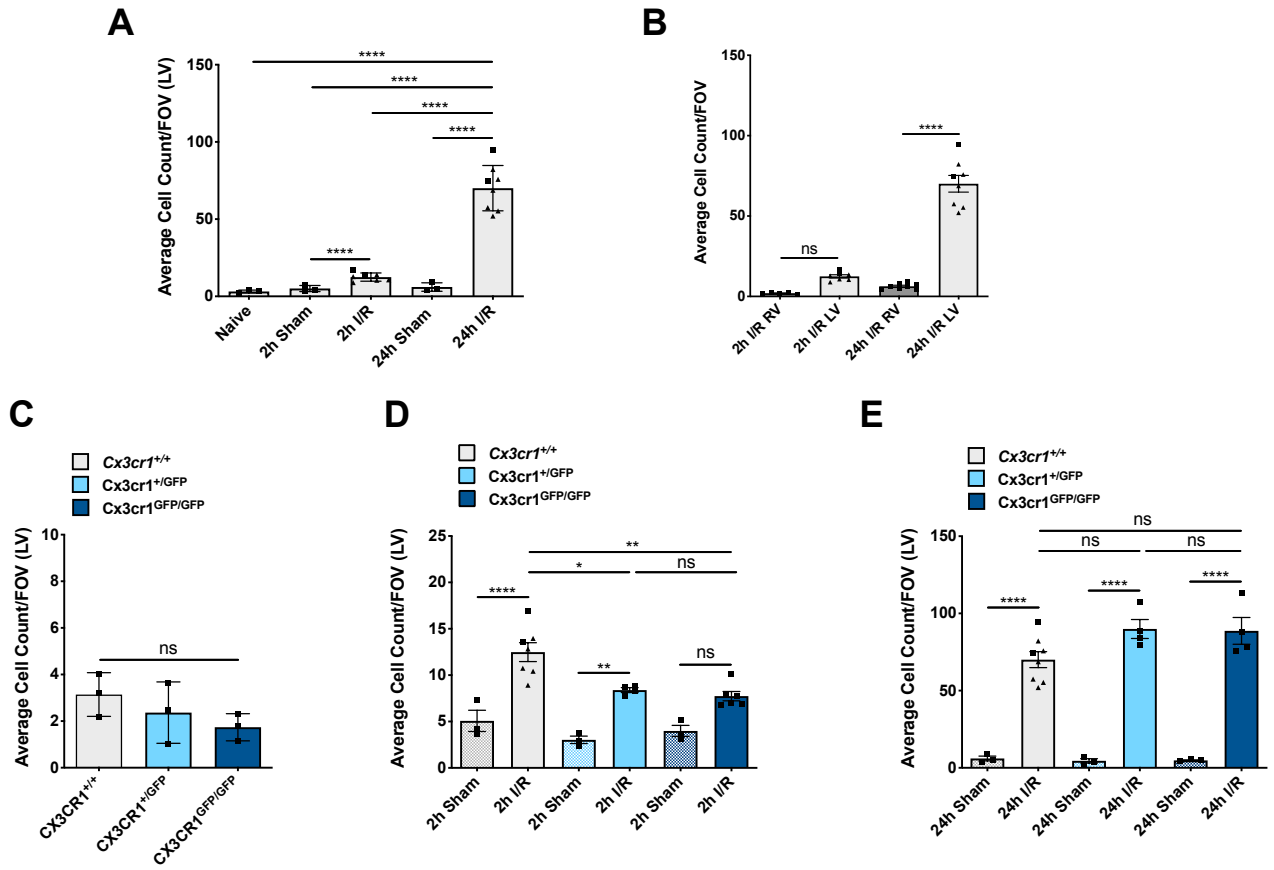 A
Average Cell Count/FOV (LV)
150
100
50
0
****
****
****
****
****
Naive
2h Sham
2h I/R
24h Sham
24h I/R
B
Average Cell Count/FOV
150
100
50
0
ns
****
2h I/R RV
2h I/R LV
24h I/R RV
24h I/R LV
C
Cx3cr1+/+
Cx3cr1+/GFP
Cx3cr1GFP/GFP
Average Cell Count/FOV (LV)
10
8
6
4
2
0
ns
CX3CR1+/+
CX3CR1+/GFP
CX3CR1GFP/GFP
D
Cx3cr1+/+
Cx3cr1+/GFP
Cx3cr1GFP/GFP
Average Cell Count/FOV (LV)
25
20
15
10
5
0
**
*
ns
****
**
ns
2h Sham
2h I/R
2h Sham
2h I/R
2h Sham
2h I/R
E
Cx3cr1+/+
Cx3cr1+/GFP
Cx3cr1GFP/GFP
Average Cell Count/FOV (LV)
150
100
50
0
ns
ns
ns
****
****
****
24h Sham
24h I/R
24h Sham
24h I/R
24h Sham
24h I/R